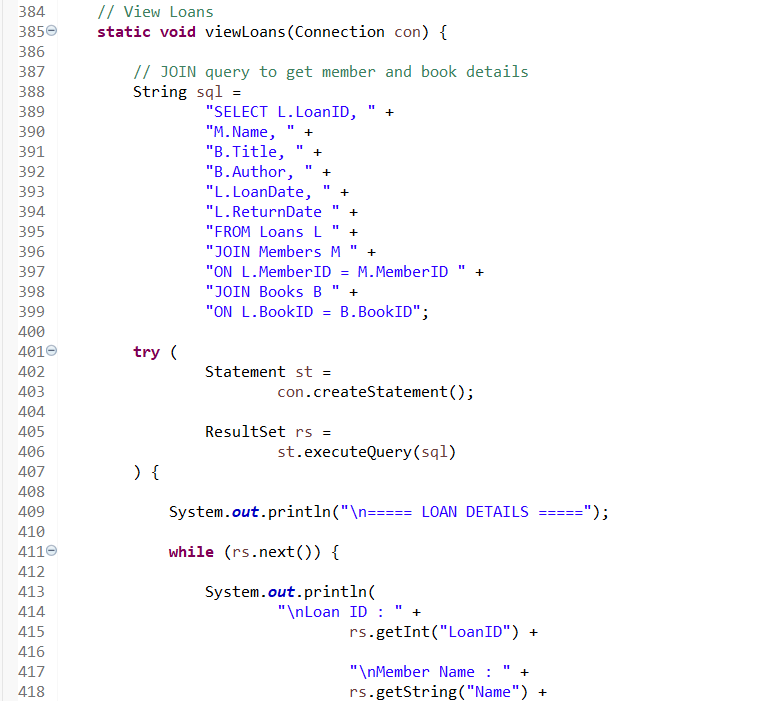 384 // View Loans
385 static void viewLoans(Connection con) {
386
387 // JOIN query to get member and book details
388 String sql =
389 "SELECT L.LoanID, " +
390 "M.Name, " +
391 "B.Title, " +
392 "B.Author, " +
393 "L.LoanDate, " +
394 "L.ReturnDate " +
395 "FROM Loans L " +
396 "JOIN Members M " +
397 "ON L.MemberID = M.MemberID " +
398 "JOIN Books B " +
399 "ON L.BookID = B.BookID";
400
401 try (
402 Statement st =
403 con.createStatement();
404
405 ResultSet rs =
406 st.executeQuery(sql)
407 ) {
408
409 System.out.println("\n===== LOAN DETAILS =====");
410
411 while (rs.next()) {
412
413 System.out.println(
414 "\nLoan ID : " +
415 rs.getInt("LoanID") +
416
417 "\nMember Name : " +
418 rs.getString("Name") +